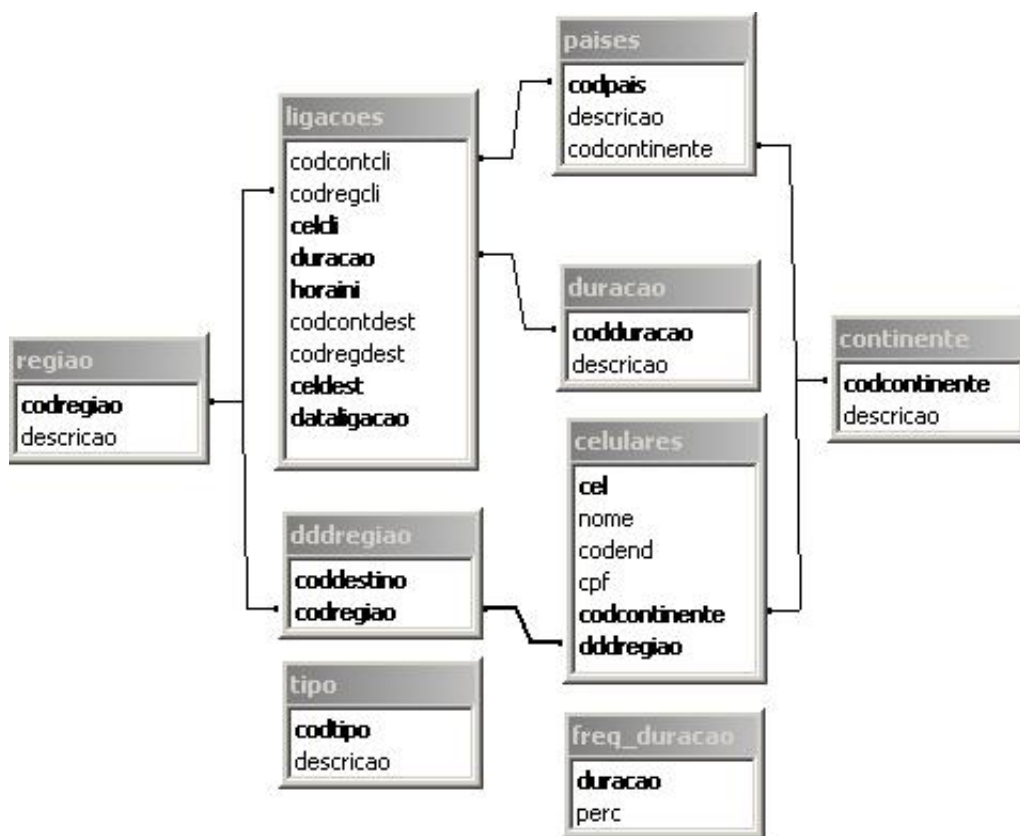 paises
codpais
descricao
codcontinente
ligacoes
codcontcli
codregcli
celcli
duracao
horaini
codcontdest
codregdest
celdest
dataligacao
duracao
codduracao
descricao
regiao
codregiao
descricao
continente
codcontinente
descricao
celulares
cel
nome
codend
cpf
codcontinente
dddregiao
dddregiao
coddestino
codregiao
tipo
codtipo
descricao
freq_duracao
duracao
perc